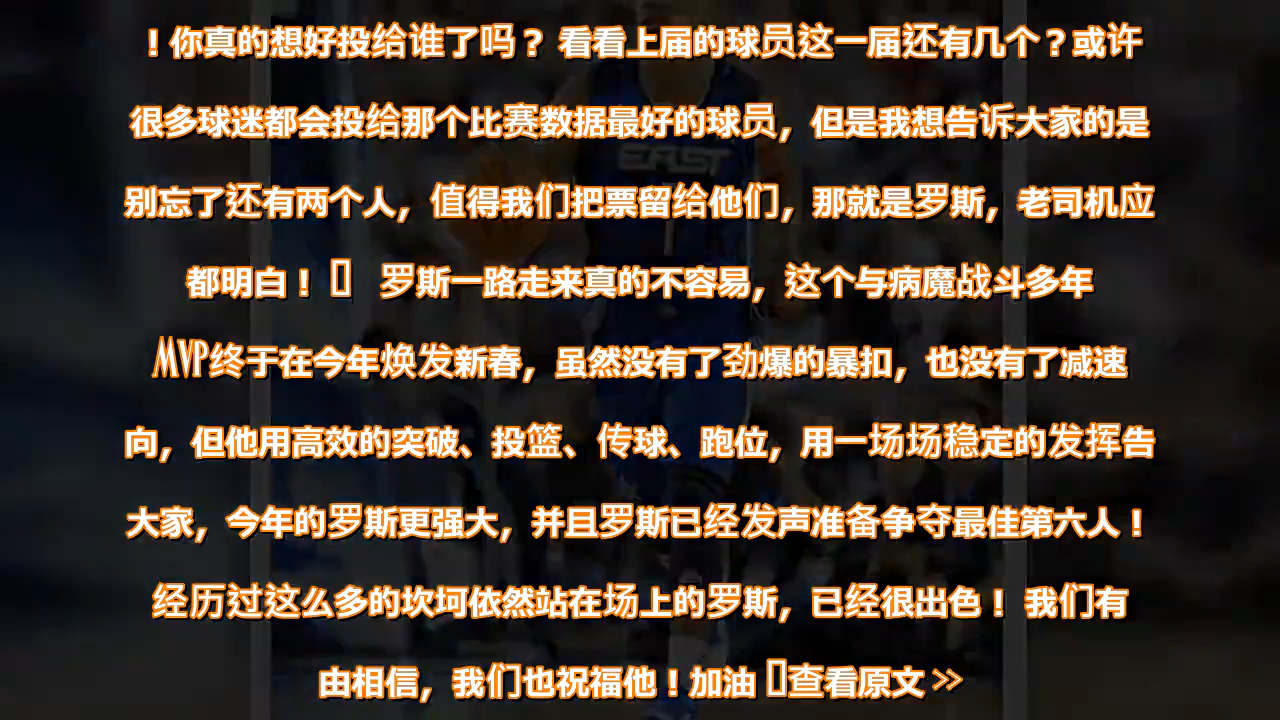 ！你真的想好投给谁了吗？ 看看上届的球员这一届还有几个？或许
很多球迷都会投给那个比赛数据最好的球员，但是我想告诉大家的是
别忘了还有两个人，值得我们把票留给他们，那就是罗斯，老司机应
都明白！ 罗斯一路走来真的不容易，这个与病魔战斗多年
MVP终于在今年焕发新春，虽然没有了劲爆的暴扣，也没有了减速
向，但他用高效的突破、投篮、传球、跑位，用一场场稳定的发挥告
大家，今年的罗斯更强大，并且罗斯已经发声准备争夺最佳第六人！
经历过这么多的坎坷依然站在场上的罗斯，已经很出色！ 我们有
由相信，我们也祝福他！加油 查看原文 >>
EAST
1